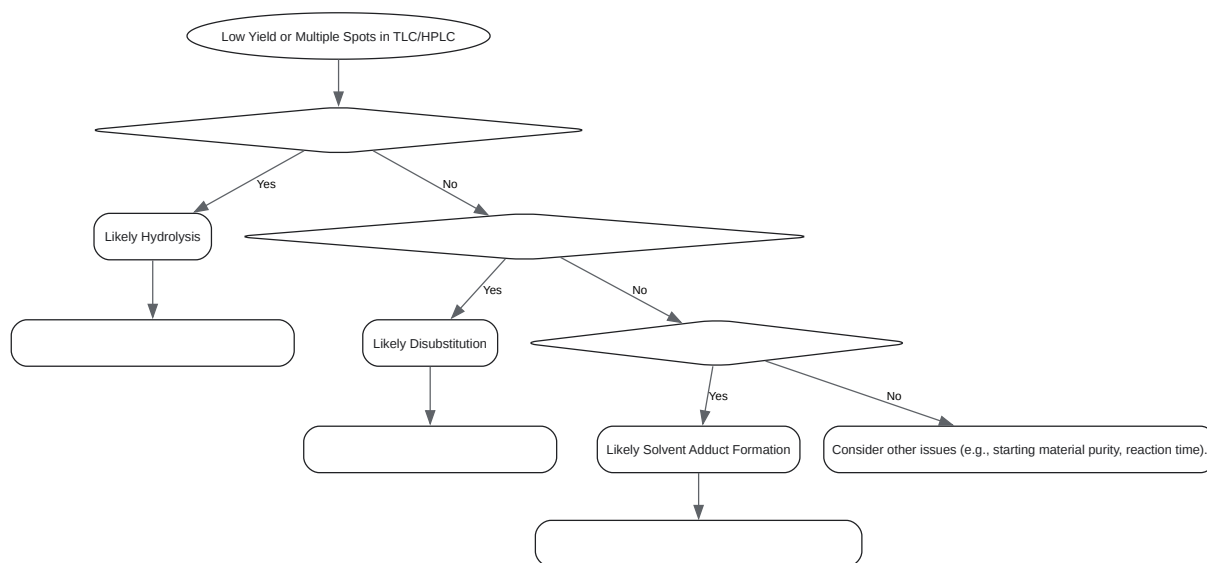 Low Yield or Multiple Spots in TLC/HPLC
Yes
No
Likely Hydrolysis
Yes
No
Likely Disubstitution
Yes
No
Likely Solvent Adduct Formation
Consider other issues (e.g., starting material purity, reaction time).